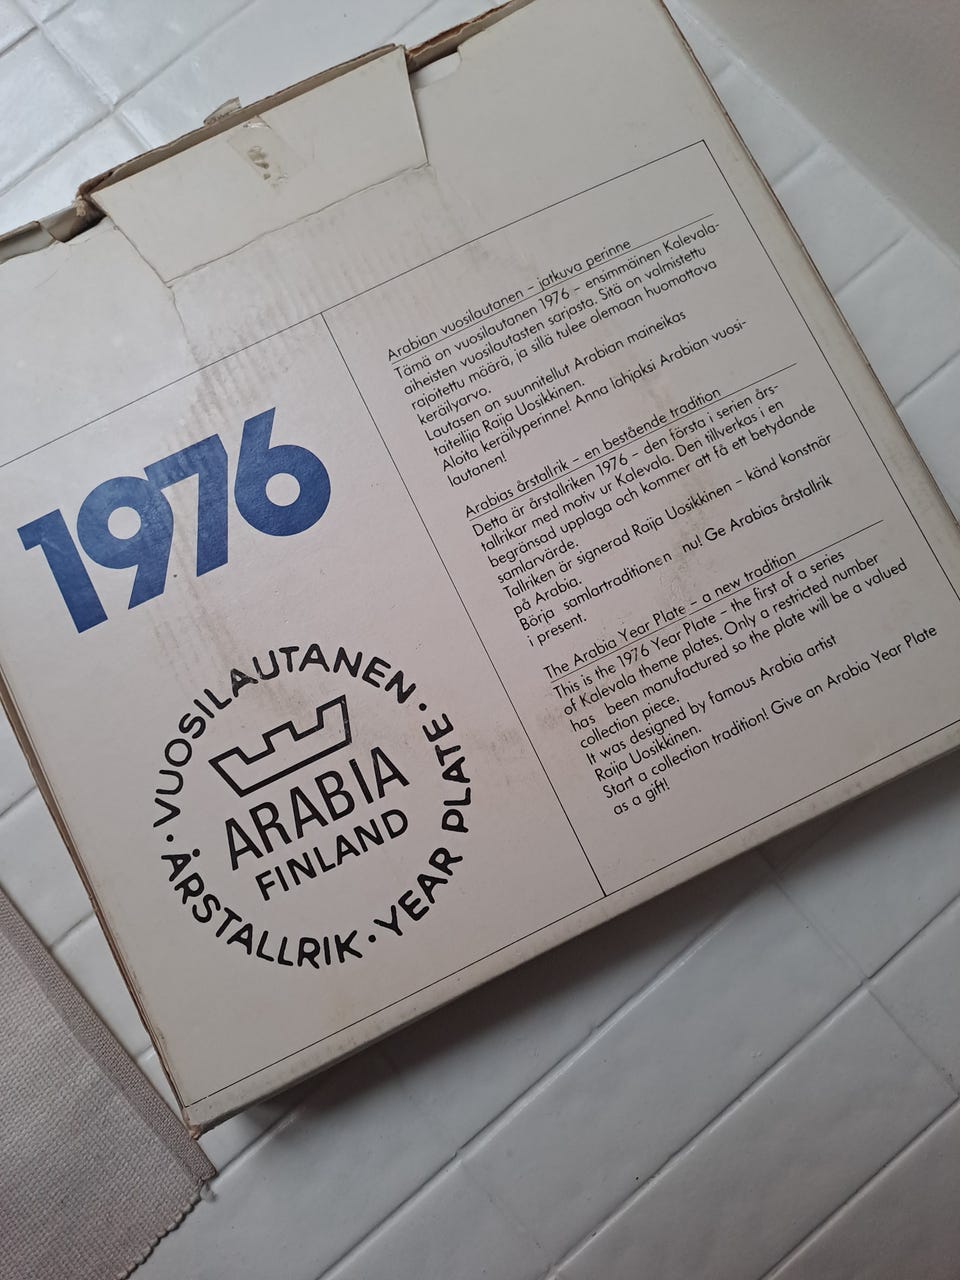 1976
·VUOSILAUTANEN·
ARABIA
FINLAND
·ÅRSTALLRIK·YEAR PLATE·
Arabian vuosilautanen – jatkuva perinne
Tämä on vuosilautanen 1976 – ensimmäinen Kalevala-
aiheisten vuosilautasten sarjasta. Sitä on valmistettu
rajoitettu määrä, ja sillä tulee olemaan huomattava
keräilyarvo.
Lautasen on suunnitellut Arabian maineikas
taiteilija Raija Uosikkinen.
Aloita keräilyperinne! Anna lahjaksi Arabian vuosi-
lautanen!
Arabias årstallrik – en bestående tradition
Detta är årstallriken 1976 – den första i serien års-
tallrikar med motiv ur Kalevala. Den tillverkas i en
begränsad upplaga och kommer att få ett betydande
samlarvärde.
Tallriken är signerad Raija Uosikkinen – känd konstnär
på Arabia.
Börja samlartraditionen nu! Ge Arabias årstallrik
i present.
The Arabia Year Plate – a new tradition
This is the 1976 Year Plate – the first of a series
of Kalevala theme plates. Only a restricted number
has been manufactured so the plate will be a valued
collection piece.
It was designed by famous Arabia artist
Raija Uosikkinen.
Start a collection tradition! Give an Arabia Year Plate
as a gift!